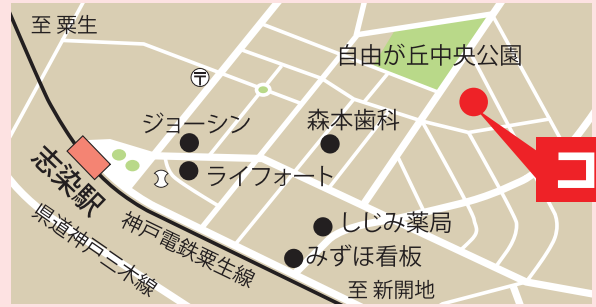 至 粟生
自由が丘中央公園
〒
ジョーシン
森本歯科
ライフォート
志染駅
しじみ薬局
県道神戸三木線
神戸電鉄粟生線
みずほ看板
至 新開地
コ